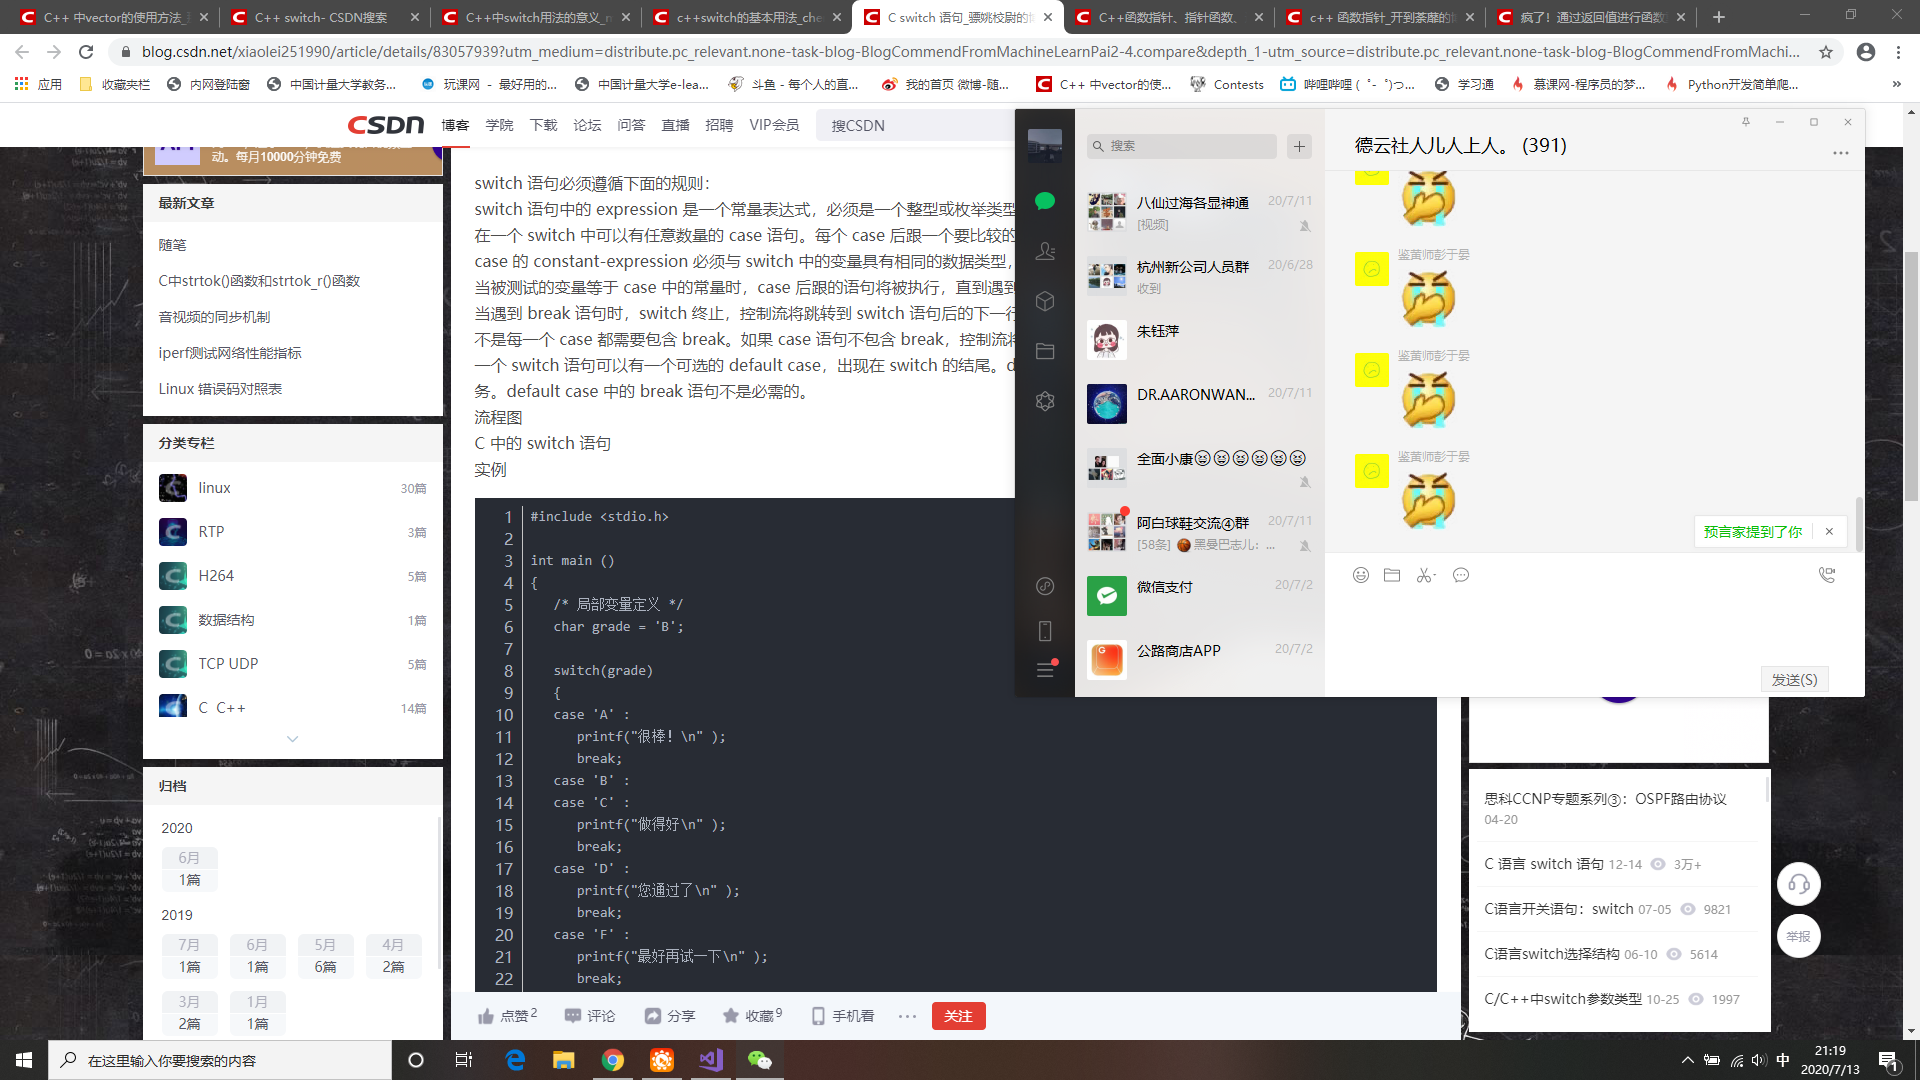 C++ 中vector的使用方法_
C++ switch- CSDN搜索
C++中switch用法的意义_
c++switch的基本用法_che
C switch 语句_骠姚校尉的
C++函数指针、指针函数、
c++ 函数指针_开到荼蘼的
疯了！通过返回值进行函数
blog.csdn.net/xiaolei251990/article/details/83057939?utm_medium=distribute.pc_relevant.none-task-blog-BlogCommendFromMachineLearnPai2-4.compare&depth_1-utm_source=distribute.pc_relevant.none-task-blog-BlogCommendFromMachi...
应用
收藏夹栏
内网登陆窗
中国计量大学教务...
玩课网 - 最好用的...
中国计量大学e-lea...
斗鱼 - 每个人的直...
我的首页 微博-随...
C++ 中vector的使...
Contests
哔哩哔哩 ( ゜- ゜)つ...
学习通
慕课网-程序员的梦...
Python开发简单爬...
»
CSDN 博客 学院 下载 论坛 问答 直播 招聘 VIP会员 搜CSDN
动。每月10000分钟免费
最新文章
随笔
C中strtok()函数和strtok_r()函数
音视频的同步机制
iperf测试网络性能指标
Linux 错误码对照表
分类专栏
linux 30篇
RTP 3篇
H264 5篇
数据结构 1篇
TCP UDP 5篇
C C++ 14篇
归档
2020
6月
1篇
2019
7月 6月 5月 4月
1篇 1篇 6篇 2篇
3月 1月
2篇 1篇
switch 语句必须遵循下面的规则：
switch 语句中的 expression 是一个常量表达式，必须是一个整型或枚举类型
在一个 switch 中可以有任意数量的 case 语句。每个 case 后跟一个要比较的
case 的 constant-expression 必须与 switch 中的变量具有相同的数据类型，
当被测试的变量等于 case 中的常量时，case 后跟的语句将被执行，直到遇到
当遇到 break 语句时，switch 终止，控制流将跳转到 switch 语句后的下一行
不是每一个 case 都需要包含 break。如果 case 语句不包含 break，控制流将
一个 switch 语句可以有一个可选的 default case，出现在 switch 的结尾。d
务。default case 中的 break 语句不是必需的。
流程图
C 中的 switch 语句
实例
1 #include <stdio.h>
2
3 int main ()
4 {
5 /* 局部变量定义 */
6 char grade = 'B';
7
8 switch(grade)
9 {
10 case 'A' :
11 printf("很棒！\n" );
12 break;
13 case 'B' :
14 case 'C' :
15 printf("做得好\n" );
16 break;
17 case 'D' :
18 printf("您通过了\n" );
19 break;
20 case 'F' :
21 printf("最好再试一下\n" );
22 break;
点赞 2 评论 分享 收藏 9 手机看 ··· 关注
搜索
八仙过海各显神通 20/7/11
[视频]
杭州新公司人员群 20/6/28
收到
朱钰萍
DR.AARONWAN... 20/7/11
全面小康
阿白球鞋交流④群 20/7/11
[58条] 黑曼巴志儿: ...
微信支付 20/7/2
公路商店APP 20/7/2
德云社人儿人上人。 (391)
鉴黄师彭于晏
鉴黄师彭于晏
鉴黄师彭于晏
预言家提到了你
发送(S)
思科CCNP专题系列③：OSPF路由协议
04-20
C 语言 switch 语句 12-14 3万+
C语言开关语句：switch 07-05 9821
C语言switch选择结构 06-10 5614
C/C++中switch参数类型 10-25 1997
举报
在这里输入你要搜索的内容
中
21:19
2020/7/13
1